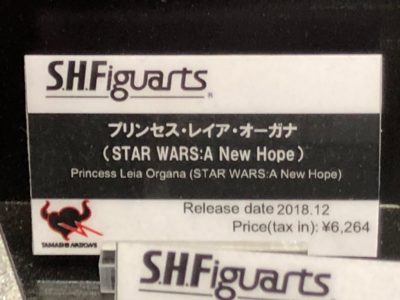 S.H.Figuarts
プリンセス・レイア・オーガナ
（STAR WARS:A New Hope）
Princess Leia Organa (STAR WARS:A New Hope)
Release date 2018.12
Price(tax in): ¥6,264
TAMASHII NATIONS
S.H.Figuarts